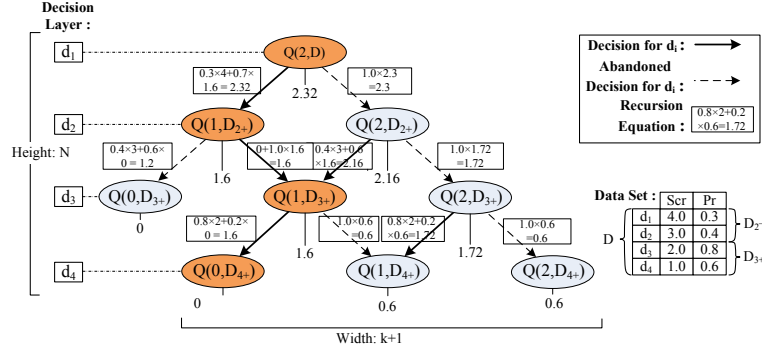 Decision
Layer:
d1
Q(2,D)
Decision for di :
Abandoned
Decision for di :
Recursion
Equation :
0.8×2+0.2
×0.6=1.72
0.3×4+0.7×
1.6 = 2.32
2.32
1.0×2.3
=2.3
d2
Q(1,D2+)
Q(2,D2+)
Height: N
0.4×3+0.6×
0 = 1.2
1.6
0+1.0×1.6
=1.6
0.4×3+0.6
×1.6=2.16
2.16
1.0×1.72
=1.72
d3
Q(0,D3+)
0
Q(1,D3+)
Q(2,D3+)
0.8×2+0.2×
0 = 1.6
1.6
1.0×0.6
=0.6
0.8×2+0.2
×0.6=1.72
1.72
1.0×0.6
=0.6
d4
Q(0,D4+)
Q(1,D4+)
Q(2,D4+)
0
0.6
0.6
Width: k+1
Data Set :
Scr Pr
d1 4.0 0.3
d2 3.0 0.4
d3 2.0 0.8
d4 1.0 0.6
D
D3+